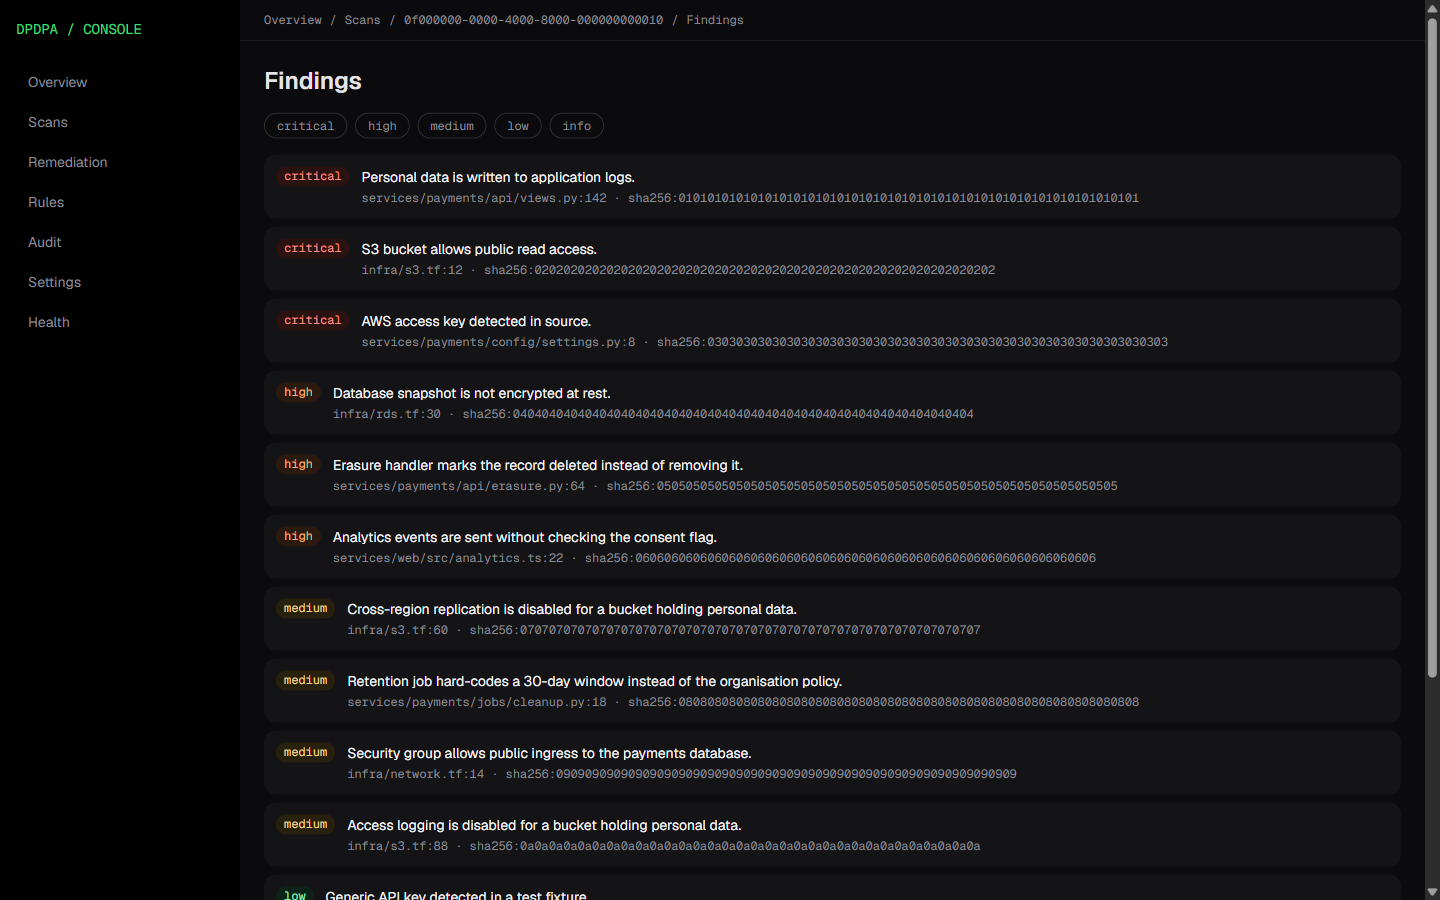 DPDPA / CONSOLE
Overview
Scans
Remediation
Rules
Audit
Settings
Health
Overview / Scans / 0f000000-0000-4000-8000-000000000010 / Findings
Findings
critical high medium low info
critical Personal data is written to application logs.
services/payments/api/views.py:142 · sha256:0101010101010101010101010101010101010101010101010101010101010101
critical S3 bucket allows public read access.
infra/s3.tf:12 · sha256:0202020202020202020202020202020202020202020202020202020202020202
critical AWS access key detected in source.
services/payments/config/settings.py:8 · sha256:0303030303030303030303030303030303030303030303030303030303030303
high Database snapshot is not encrypted at rest.
infra/rds.tf:30 · sha256:0404040404040404040404040404040404040404040404040404040404040404
high Erasure handler marks the record deleted instead of removing it.
services/payments/api/erasure.py:64 · sha256:0505050505050505050505050505050505050505050505050505050505050505
high Analytics events are sent without checking the consent flag.
services/web/src/analytics.ts:22 · sha256:0606060606060606060606060606060606060606060606060606060606060606
medium Cross-region replication is disabled for a bucket holding personal data.
infra/s3.tf:60 · sha256:0707070707070707070707070707070707070707070707070707070707070707
medium Retention job hard-codes a 30-day window instead of the organisation policy.
services/payments/jobs/cleanup.py:18 · sha256:0808080808080808080808080808080808080808080808080808080808080808
medium Security group allows public ingress to the payments database.
infra/network.tf:14 · sha256:0909090909090909090909090909090909090909090909090909090909090909
medium Access logging is disabled for a bucket holding personal data.
infra/s3.tf:88 · sha256:0a0a0a0a0a0a0a0a0a0a0a0a0a0a0a0a0a0a0a0a0a0a0a0a0a0a0a0a0a0a0a0a
low Generic API key detected in a test fixture.